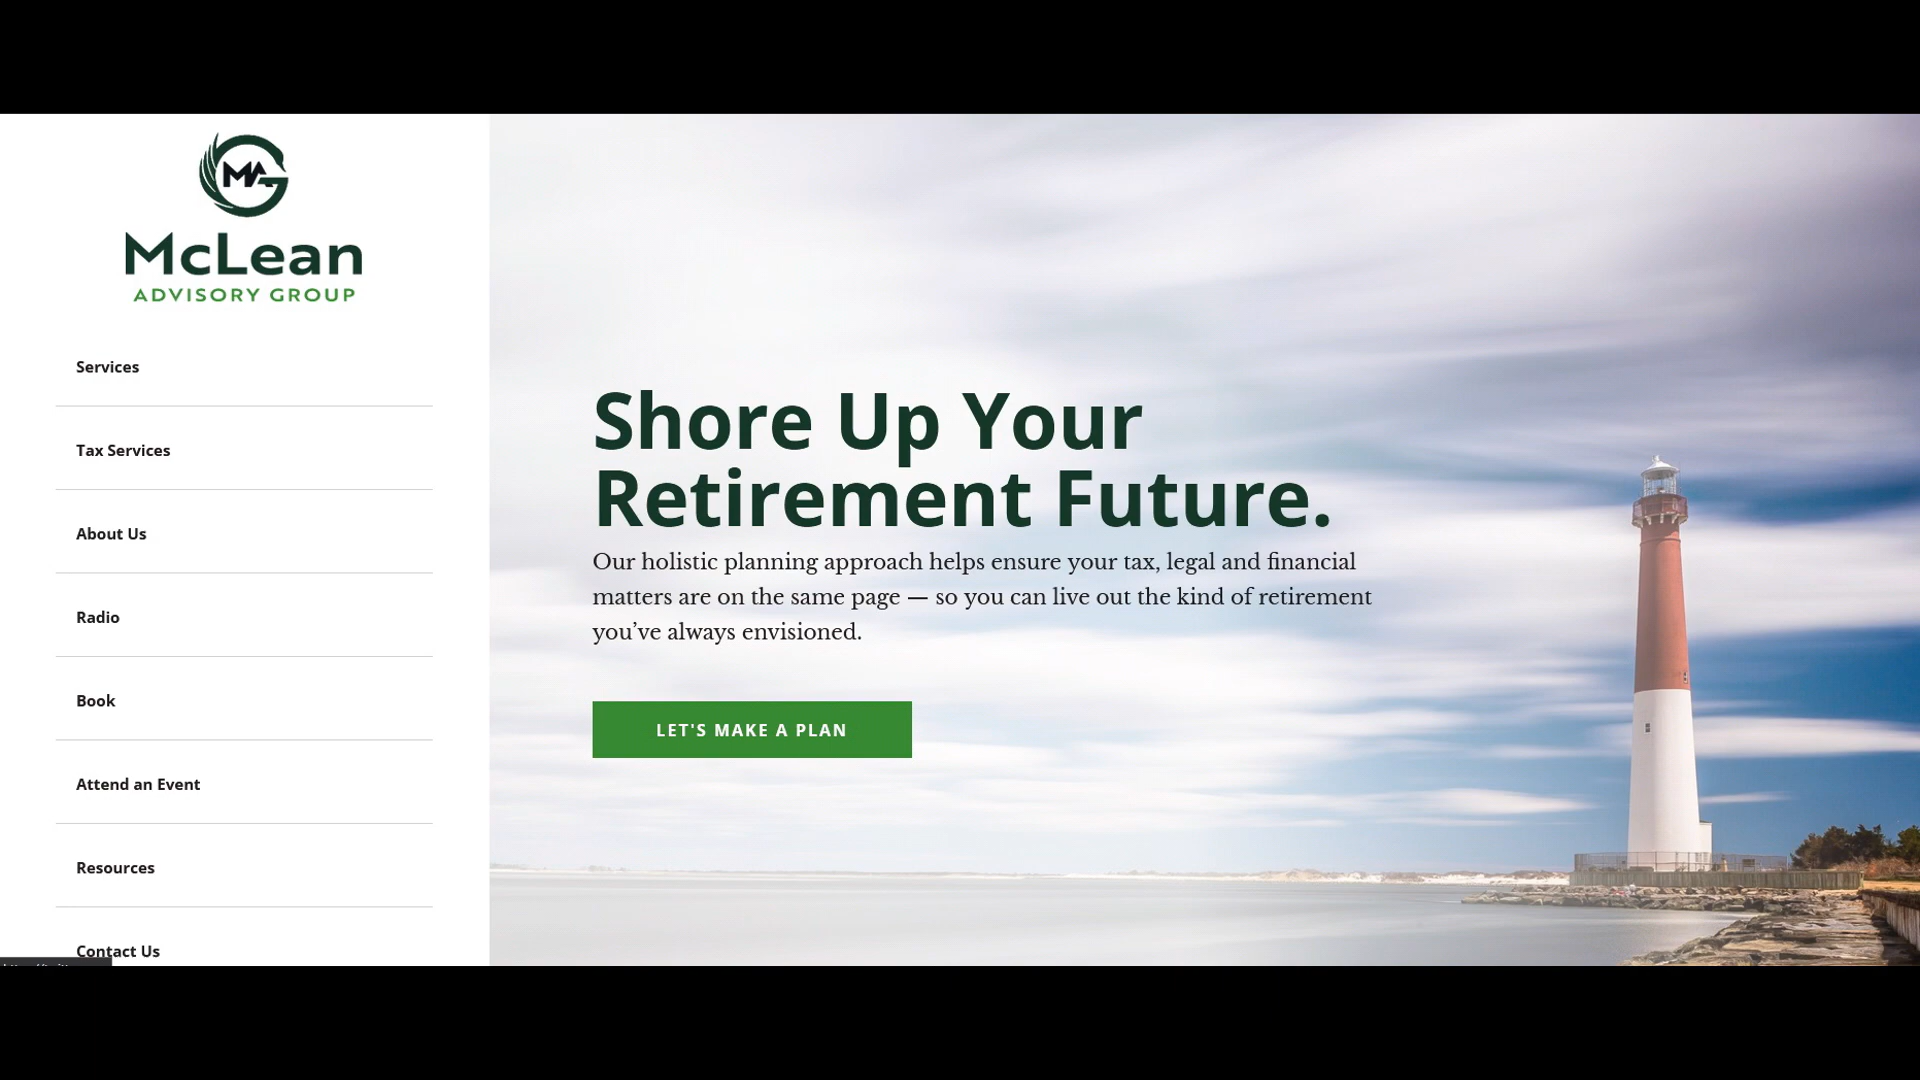 MAG
McLean
ADVISORY GROUP
Services
Tax Services
About Us
Radio
Book
Attend an Event
Resources
Contact Us
Shore Up Your
Retirement Future.
Our holistic planning approach helps ensure your tax, legal and financial
matters are on the same page — so you can live out the kind of retirement
you’ve always envisioned.
LET'S MAKE A PLAN